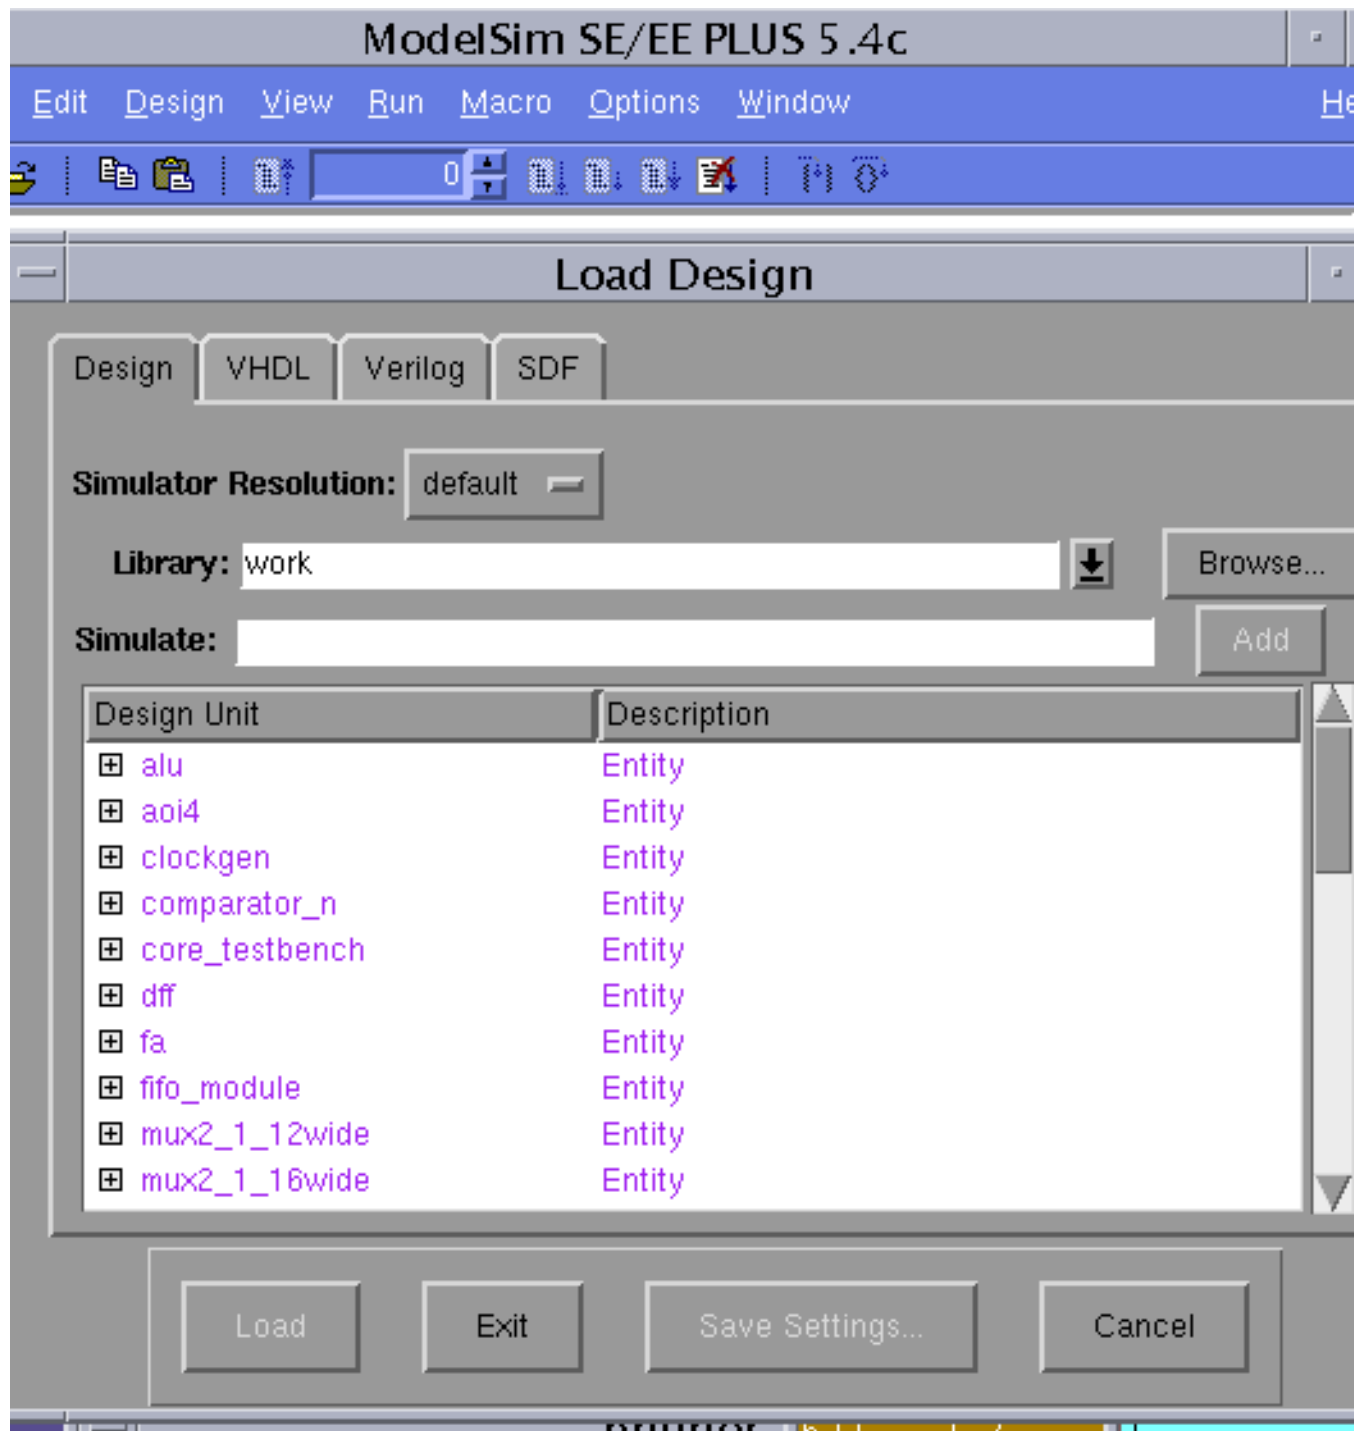 ModelSim SE/EE PLUS 5.4c
Edit Design View Run Macro Options Window He
0
Load Design
Design VHDL Verilog SDF
Simulator Resolution: default
Library: work Browse...
Simulate: Add
Design Unit Description
alu Entity
aoi4 Entity
clockgen Entity
comparator_n Entity
core_testbench Entity
dff Entity
fa Entity
fifo_module Entity
mux2_1_12wide Entity
mux2_1_16wide Entity
Load Exit Save Settings... Cancel